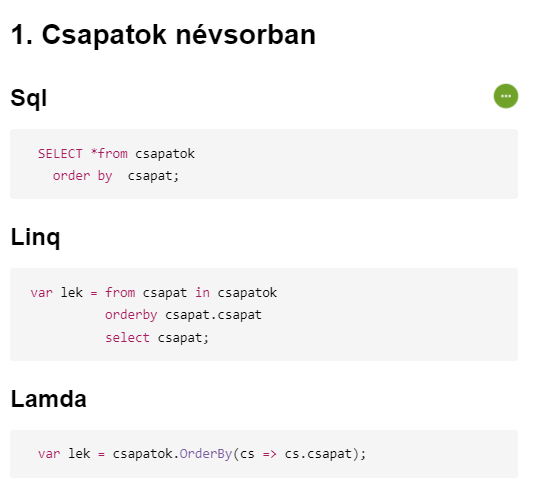 1. Csapatok névsorban
Sql
SELECT *from csapatok
order by  csapat;
Linq
var lek = from csapat in csapatok
orderby csapat.csapat
select csapat;
Lamda
var lek = csapatok.OrderBy(cs => cs.csapat);